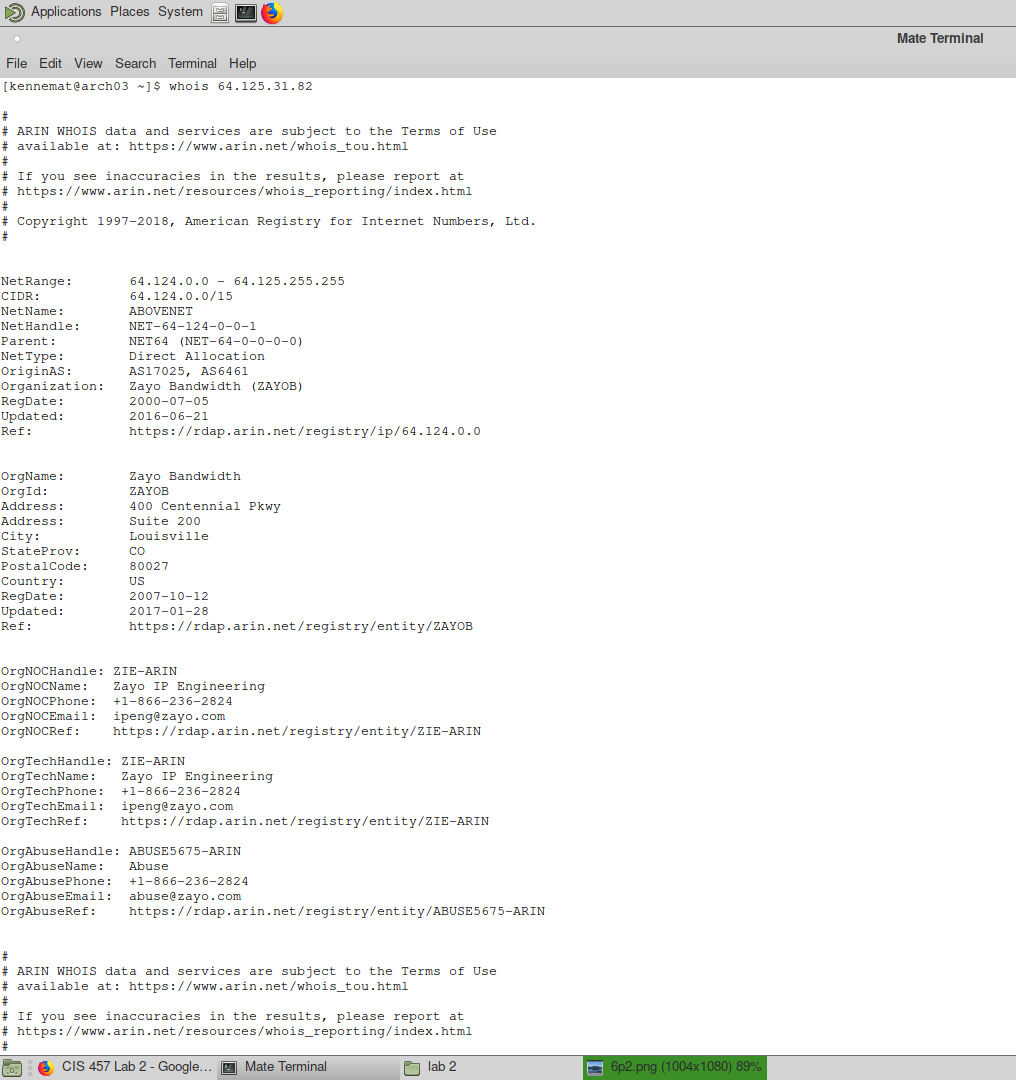 Applications Places System
Mate Terminal
File Edit View Search Terminal Help
[kennemat@arch03 ~]$ whois 64.125.31.82
#
# ARIN WHOIS data and services are subject to the Terms of Use
# available at: https://www.arin.net/whois_tou.html
#
# If you see inaccuracies in the results, please report at
# https://www.arin.net/resources/whois_reporting/index.html
#
# Copyright 1997-2018, American Registry for Internet Numbers, Ltd.
#
NetRange: 64.124.0.0 - 64.125.255.255
CIDR: 64.124.0.0/15
NetName: ABOVENET
NetHandle: NET-64-124-0-0-1
Parent: NET64 (NET-64-0-0-0-0)
NetType: Direct Allocation
OriginAS: AS17025, AS6461
Organization: Zayo Bandwidth (ZAYOB)
RegDate: 2000-07-05
Updated: 2016-06-21
Ref: https://rdap.arin.net/registry/ip/64.124.0.0
OrgName: Zayo Bandwidth
OrgId: ZAYOB
Address: 400 Centennial Pkwy
Address: Suite 200
City: Louisville
StateProv: CO
PostalCode: 80027
Country: US
RegDate: 2007-10-12
Updated: 2017-01-28
Ref: https://rdap.arin.net/registry/entity/ZAYOB
OrgNOCHandle: ZIE-ARIN
OrgNOCName: Zayo IP Engineering
OrgNOCPhone: +1-866-236-2824
OrgNOCEmail: ipeng@zayo.com
OrgNOCRef: https://rdap.arin.net/registry/entity/ZIE-ARIN
OrgTechHandle: ZIE-ARIN
OrgTechName: Zayo IP Engineering
OrgTechPhone: +1-866-236-2824
OrgTechEmail: ipeng@zayo.com
OrgTechRef: https://rdap.arin.net/registry/entity/ZIE-ARIN
OrgAbuseHandle: ABUSE5675-ARIN
OrgAbuseName: Abuse
OrgAbusePhone: +1-866-236-2824
OrgAbuseEmail: abuse@zayo.com
OrgAbuseRef: https://rdap.arin.net/registry/entity/ABUSE5675-ARIN
#
# ARIN WHOIS data and services are subject to the Terms of Use
# available at: https://www.arin.net/whois_tou.html
#
# If you see inaccuracies in the results, please report at
# https://www.arin.net/resources/whois_reporting/index.html
#
CIS 457 Lab 2 - Google... Mate Terminal lab 2 6p2.png (1004x1080) 89%